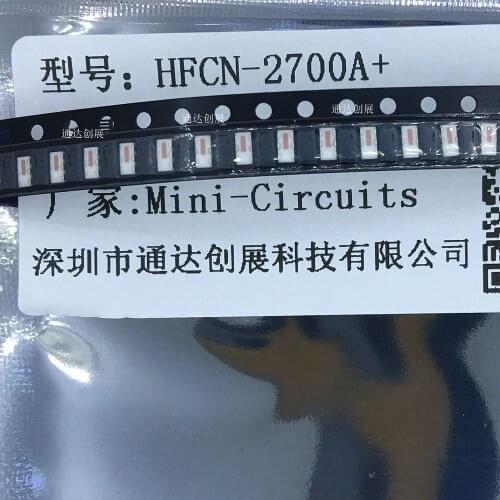 型号：HFCN-2700A+
通达创展 通达创展 通达创展
厂家:Mini-Circuits
深圳市通达创展科技有限公司